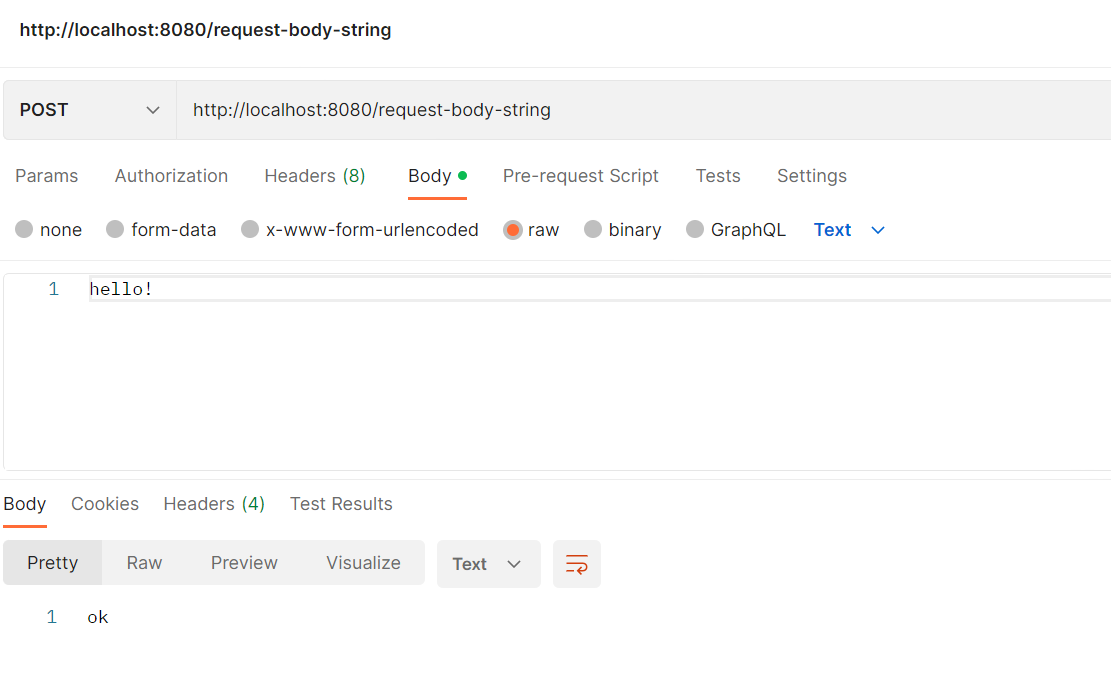 http://localhost:8080/request-body-string
POST http://localhost:8080/request-body-string
Params Authorization Headers (8) Body Pre-request Script Tests Settings
none form-data x-www-form-urlencoded raw binary GraphQL Text
1 hello!
Body Cookies Headers (4) Test Results
Pretty Raw Preview Visualize Text
1 ok